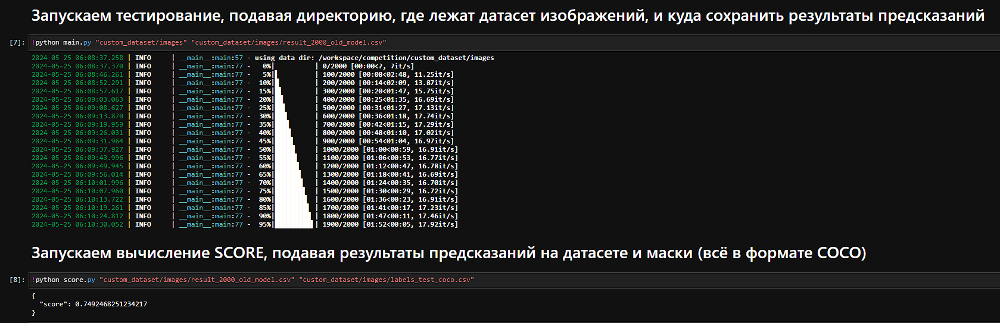 Запускаем тестирование, подавая директорию, где лежат датасет изображений, и куда сохранить результаты предсказаний
[7]: !python main.py "custom_dataset/images" "custom_dataset/images/result_2000_old_model.csv"
2024-05-25 06:08:37.258 | INFO     | __main__:main:57 - using data dir: /workspace/competition/custom_dataset/images
2024-05-25 06:08:37.370 | INFO     | __main__:main:77 -   0%|          | 0/2000 [00:00<?, ?it/s]
2024-05-25 06:08:46.261 | INFO     | __main__:main:77 -   5%|▌         | 100/2000 [00:08<02:48, 11.25it/s]
2024-05-25 06:08:52.291 | INFO     | __main__:main:77 -  10%|█         | 200/2000 [00:14<02:09, 13.87it/s]
2024-05-25 06:08:57.617 | INFO     | __main__:main:77 -  15%|█▌        | 300/2000 [00:20<01:47, 15.75it/s]
2024-05-25 06:09:03.063 | INFO     | __main__:main:77 -  20%|██        | 400/2000 [00:25<01:35, 16.69it/s]
2024-05-25 06:09:08.627 | INFO     | __main__:main:77 -  25%|██▌       | 500/2000 [00:31<01:27, 17.13it/s]
2024-05-25 06:09:13.870 | INFO     | __main__:main:77 -  30%|███       | 600/2000 [00:36<01:18, 17.74it/s]
2024-05-25 06:09:19.959 | INFO     | __main__:main:77 -  35%|███▌      | 700/2000 [00:42<01:15, 17.29it/s]
2024-05-25 06:09:26.031 | INFO     | __main__:main:77 -  40%|████      | 800/2000 [00:48<01:10, 17.02it/s]
2024-05-25 06:09:31.964 | INFO     | __main__:main:77 -  45%|████▌     | 900/2000 [00:54<01:04, 16.97it/s]
2024-05-25 06:09:37.927 | INFO     | __main__:main:77 -  50%|█████     | 1000/2000 [01:00<00:59, 16.91it/s]
2024-05-25 06:09:43.996 | INFO     | __main__:main:77 -  55%|█████▌    | 1100/2000 [01:06<00:53, 16.77it/s]
2024-05-25 06:09:49.945 | INFO     | __main__:main:77 -  60%|██████    | 1200/2000 [01:12<00:47, 16.78it/s]
2024-05-25 06:09:56.014 | INFO     | __main__:main:77 -  65%|██████▌   | 1300/2000 [01:18<00:41, 16.69it/s]
2024-05-25 06:10:01.996 | INFO     | __main__:main:77 -  70%|███████   | 1400/2000 [01:24<00:35, 16.70it/s]
2024-05-25 06:10:07.960 | INFO     | __main__:main:77 -  75%|███████▌  | 1500/2000 [01:30<00:29, 16.72it/s]
2024-05-25 06:10:13.722 | INFO     | __main__:main:77 -  80%|████████  | 1600/2000 [01:36<00:23, 16.91it/s]
2024-05-25 06:10:19.261 | INFO     | __main__:main:77 -  85%|████████▌ | 1700/2000 [01:41<00:17, 17.23it/s]
2024-05-25 06:10:24.812 | INFO     | __main__:main:77 -  90%|█████████ | 1800/2000 [01:47<00:11, 17.46it/s]
2024-05-25 06:10:30.052 | INFO     | __main__:main:77 -  95%|█████████▌| 1900/2000 [01:52<00:05, 17.92it/s]
Запускаем вычисление SCORE, подавая результаты предсказаний на датасете и маски (всё в формате COCO)
[8]: !python score.py "custom_dataset/images/result_2000_old_model.csv" "custom_dataset/images/labels_test_coco.csv"
{
  "score": 0.7492468251234217
}